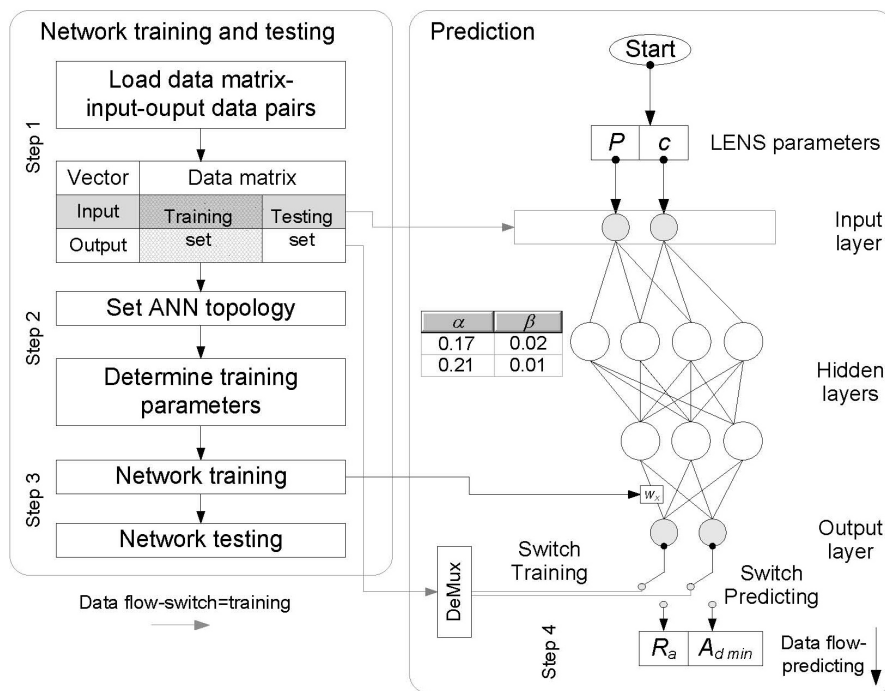 Network training and testing
Step 1
Load data matrix-
input-ouput data pairs
Vector Data matrix
Input Training Testing
Output set set
Step 2
Set ANN topology
Determine training
parameters
Step 3
Network training
Network testing
Data flow-switch=training
Prediction
Start
P c LENS parameters
Input
layer
α β
0.17 0.02
0.21 0.01
Hidden
layers
wx
Output
layer
Switch
Training
DeMux
Switch
Predicting
Step 4
Ra Ad min
Data flow-
predicting